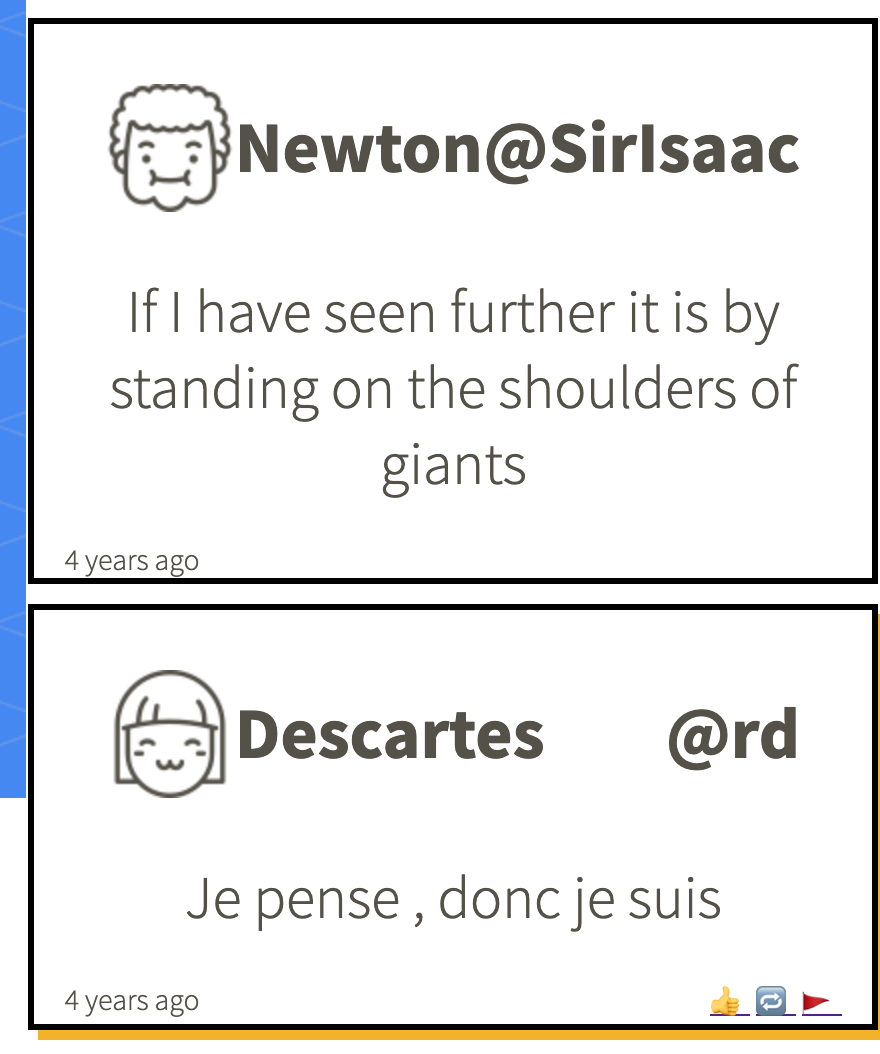 Newton@SirIsaac
If I have seen further it is by
standing on the shoulders of
giants
4 years ago
Descartes @rd
Je pense , donc je suis
4 years ago